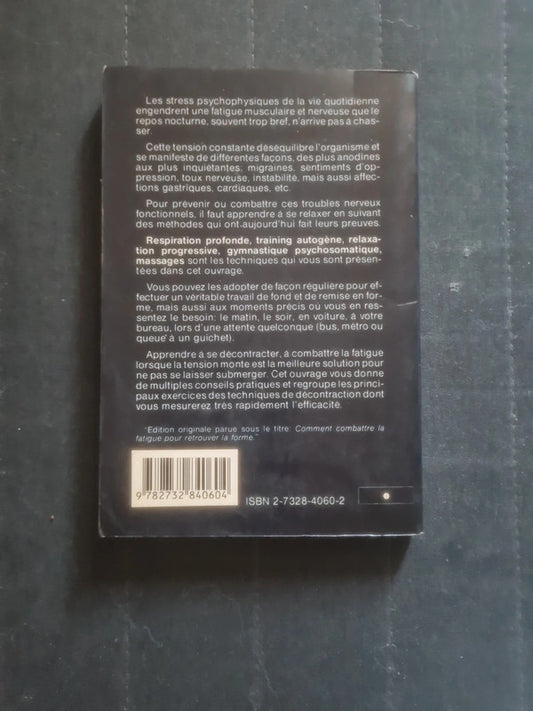 Les stress psychophysiques de la vie quotidienne
engendrent une fatigue musculaire et nerveuse que le
repos nocturne, souvent trop bref, n'arrive pas à chas-
ser.
Cette tension constante déséquilibre l'organisme et
se manifeste de différentes façons, des plus anodines
aux plus inquiétantes: migraines, sentiments d'op-
pression, toux nerveuse, instabilité, mais aussi affec-
tions gastriques, cardiaques, etc.
Pour prévenir ou combattre ces troubles nerveux
fonctionnels, il faut apprendre à se relaxer en suivant
des méthodes qui ont aujourd'hui fait leurs preuves.
Respiration profonde, training autogène, relaxa-
tion progressive, gymnastique psychosomatique,
massages sont les techniques qui vous sont présen-
tées dans cet ouvrage.
Vous pouvez les adopter de façon régulière pour ef-
fectuer un véritable travail de fond et de remise en for-
me, mais aussi aux moments précis où vous en res-
sentez le besoin: le matin, le soir, en voiture, à votre
bureau, lors d'une attente quelconque (bus, métro ou
queue à un guichet).
Apprendre à se décontracter, à combattre la fatigue
lorsque la tension monte est la meilleure solution pour
ne pas se laisser submerger. Cet ouvrage vous donne
de multiples conseils pratiques et regroupe les princi-
paux exercices des techniques de décontraction dont
vous mesurerez très rapidement l'efficacité.
"Edition originale parue sous le titre: Comment combattre la
fatigue pour retrouver la forme."
9 782732 840604
ISBN 2-7328-4060-2